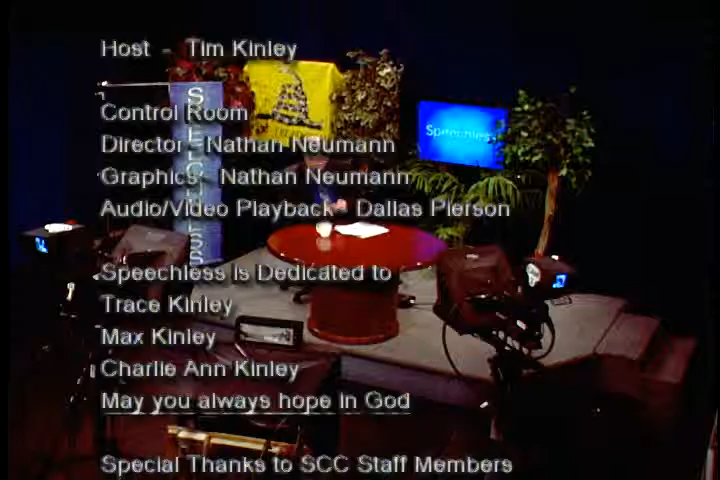 Host - Tim Kinley
Control Room
Director - Nathan Neumann
Graphics - Nathan Neumann
Audio/Video Playback - Dallas Pierson
Speechless is Dedicated to
Trace Kinley
Max Kinley
Charlie Ann Kinley
May you always hope in God
Special Thanks to SCC Staff Members
SPEECHLESS
Speechless